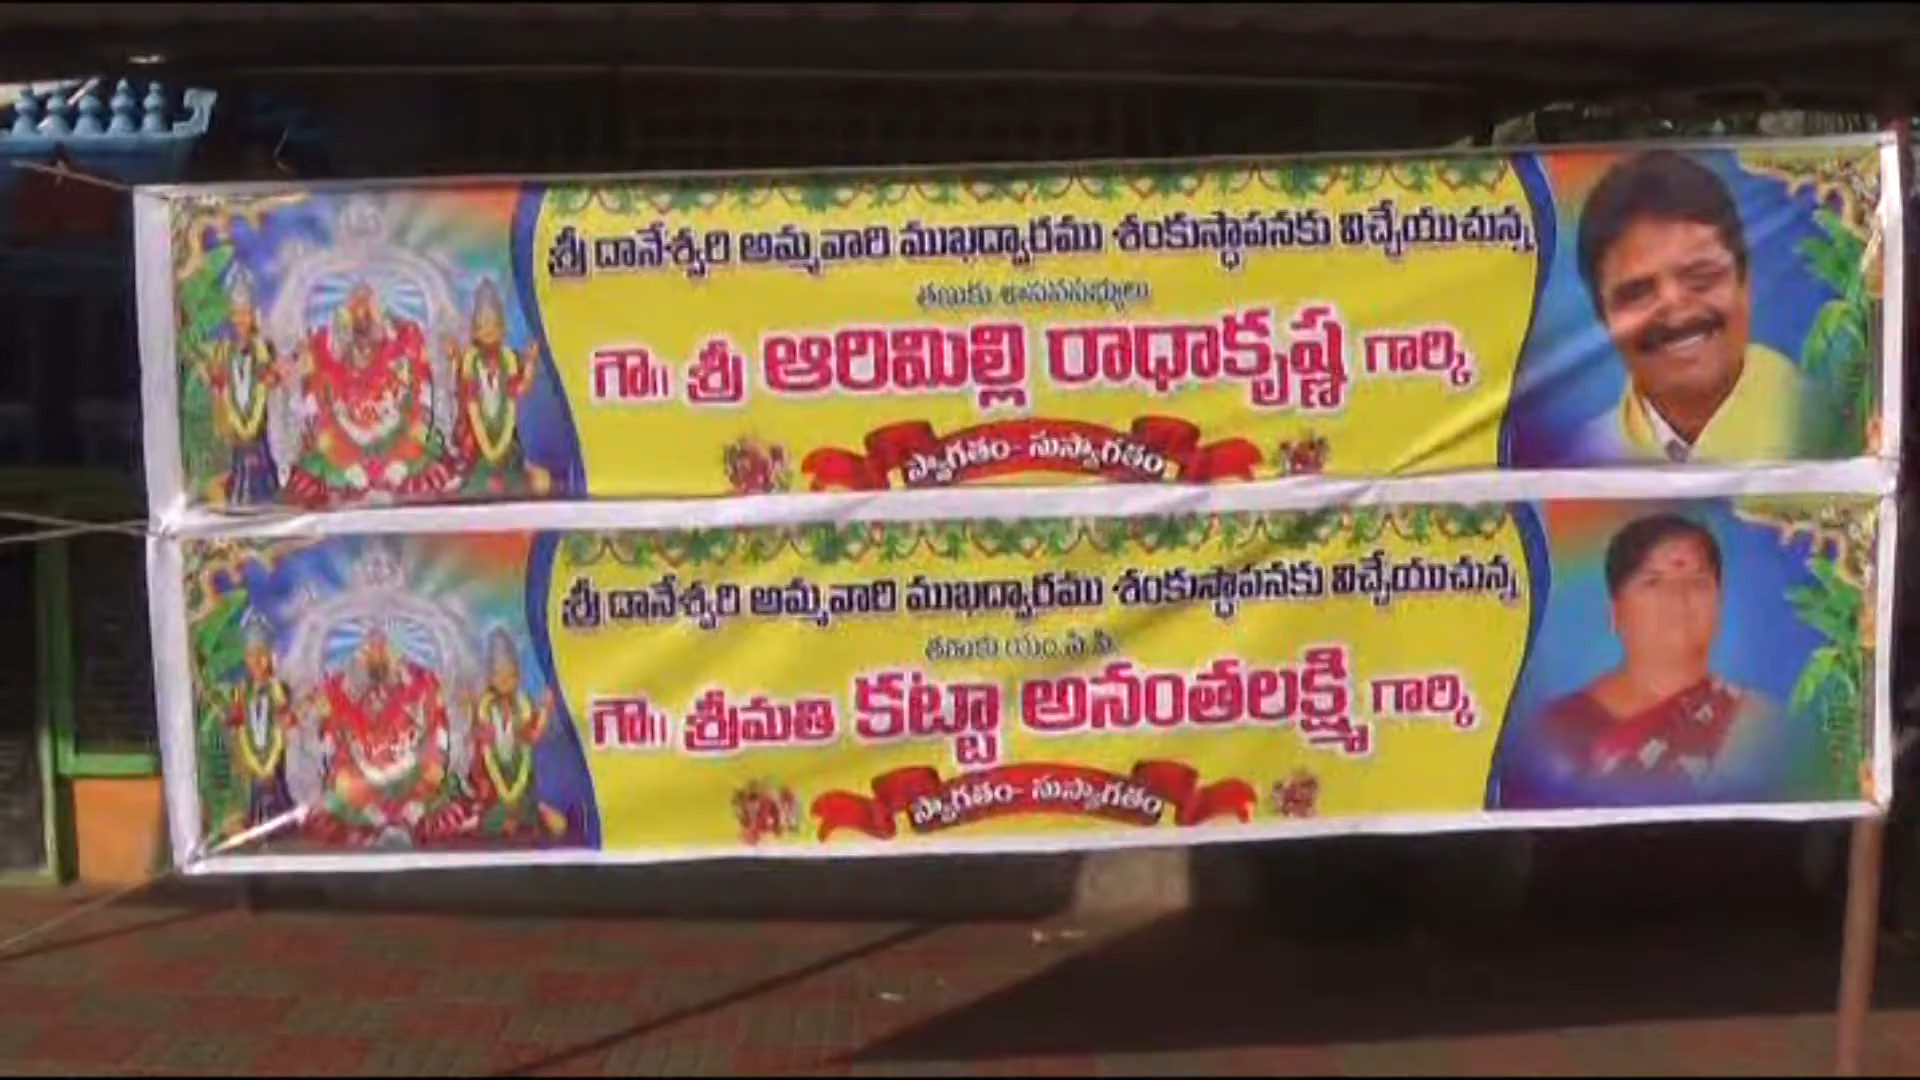 శ్రీ దానేశ్వరి అమ్మవారి ముఖద్వారము శంకుస్థాపనకు విచ్చేయుచున్న
తణుకు శాసనసభ్యులు
గౌ॥ శ్రీ ఆరిమిల్లి రాధాకృష్ణ గార్కి
స్వాగతం- సుస్వాగతం
శ్రీ దానేశ్వరి అమ్మవారి ముఖద్వారము శంకుస్థాపనకు విచ్చేయుచున్న
తణుకు యం.పి.పి.
గౌ॥ శ్రీమతి కట్టా అనంతలక్ష్మి గార్కి
స్వాగతం- సుస్వాగతం